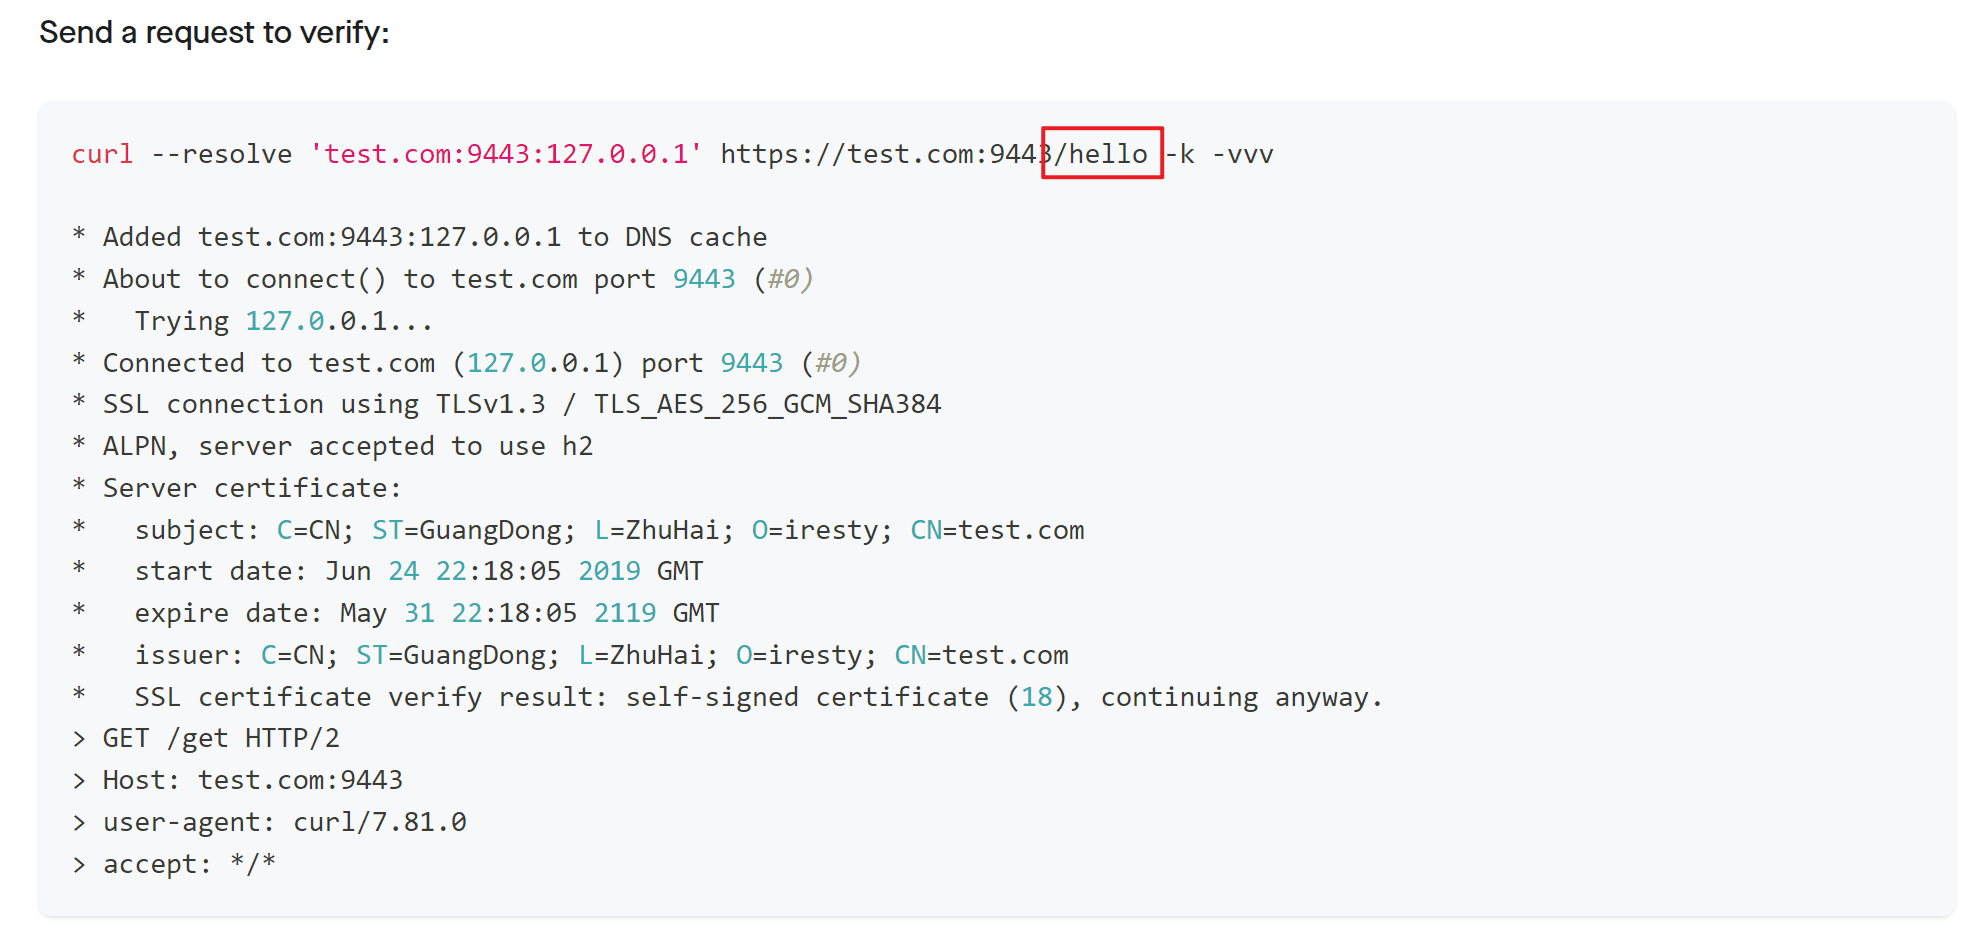 Send a request to verify:
curl --resolve 'test.com:9443:127.0.0.1' https://test.com:9443/hello -k -vvv
* Added test.com:9443:127.0.0.1 to DNS cache
* About to connect() to test.com port 9443 (#0)
*   Trying 127.0.0.1...
* Connected to test.com (127.0.0.1) port 9443 (#0)
* SSL connection using TLSv1.3 / TLS_AES_256_GCM_SHA384
* ALPN, server accepted to use h2
* Server certificate:
*   subject: C=CN; ST=GuangDong; L=ZhuHai; O=iresty; CN=test.com
*   start date: Jun 24 22:18:05 2019 GMT
*   expire date: May 31 22:18:05 2119 GMT
*   issuer: C=CN; ST=GuangDong; L=ZhuHai; O=iresty; CN=test.com
*   SSL certificate verify result: self-signed certificate (18), continuing anyway.
> GET /get HTTP/2
> Host: test.com:9443
> user-agent: curl/7.81.0
> accept: */*